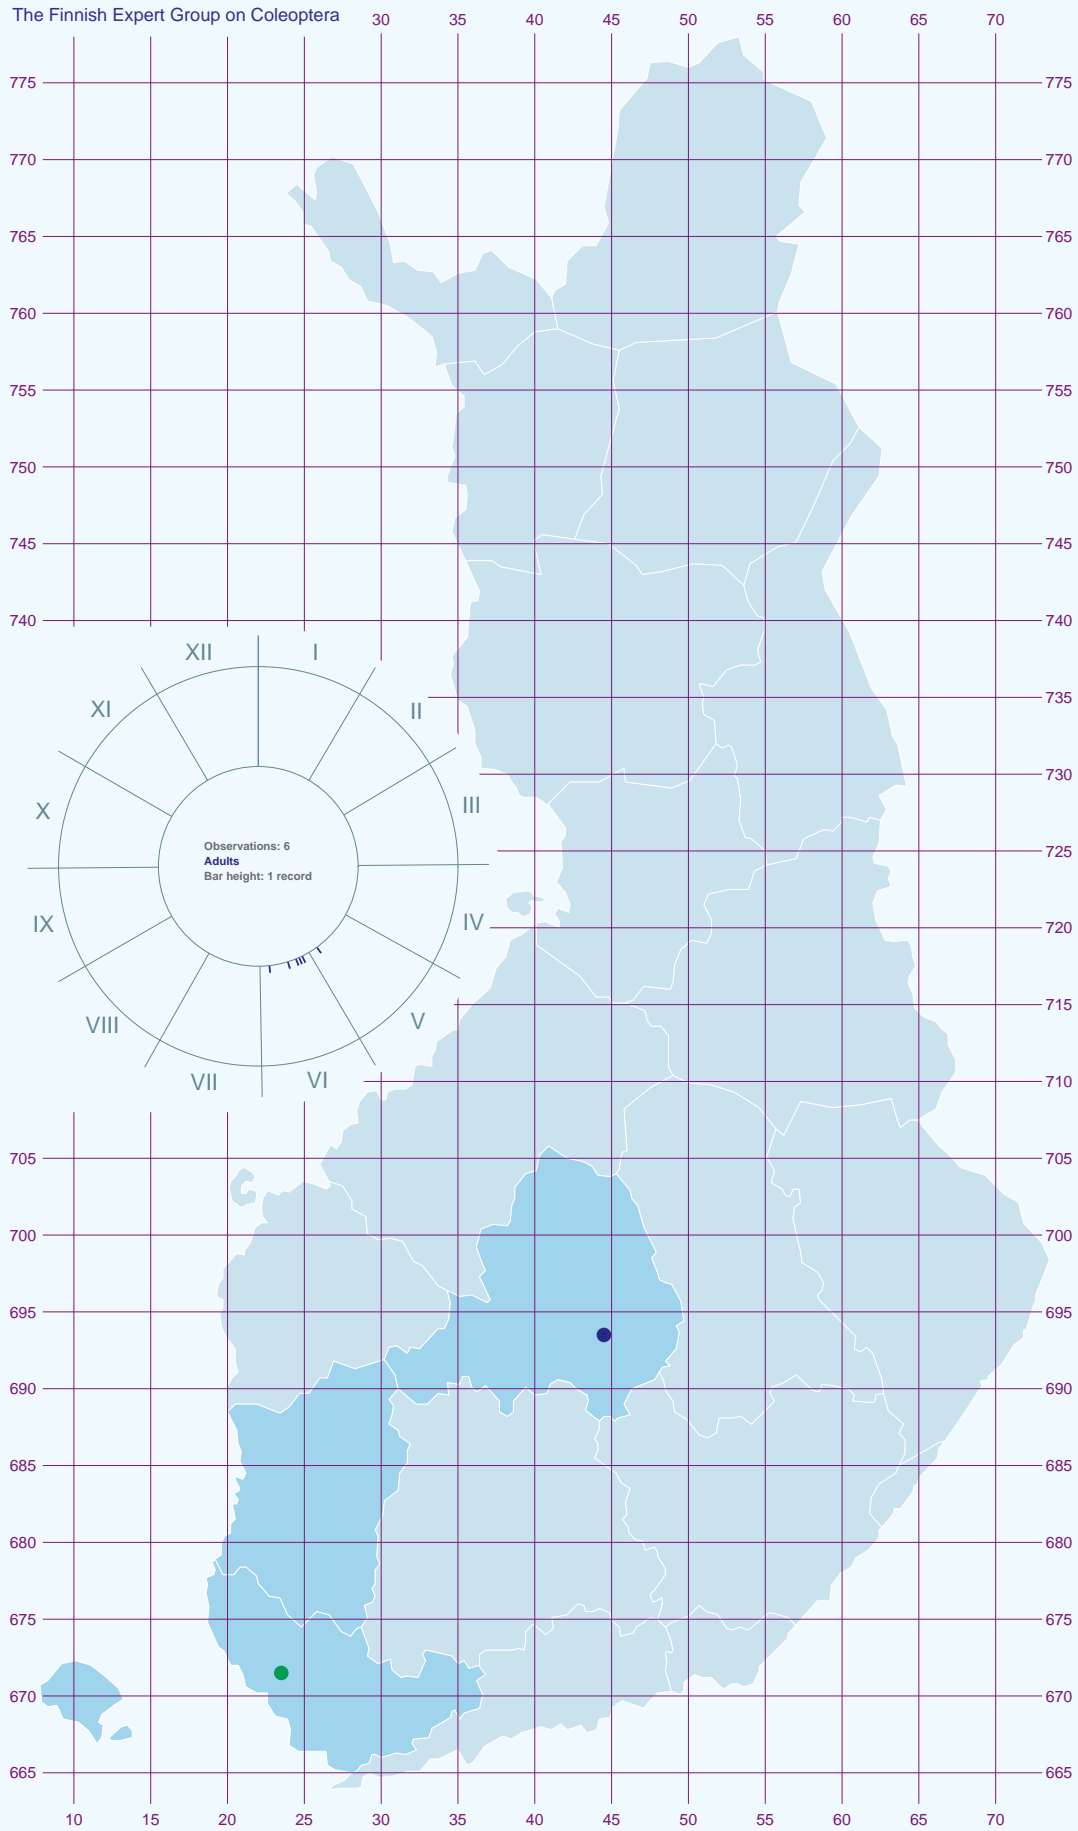 The Finnish Expert Group on Coleoptera
30 45 50 55 60 65 70
775 775
770 770
765 765
760 760
755 755
750 750
745 745
740 740
XII I
XI II
735
730
X III
725
Observations: 6
Adults
Bar height: 1 record
IX IV
720
715
VIII V
VII VI
710
705 705
700 700
695 695
690 690
685 685
680 680
675 675
670 670
665 665
10 15 20 25 30 35 40 45 50 55 60 65 70